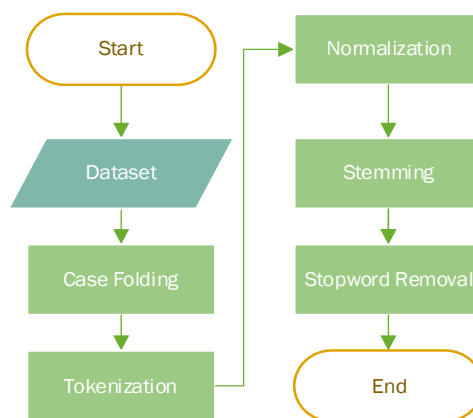 Start
Dataset
Case Folding
Tokenization
Normalization
Stemming
Stopword Removal
End